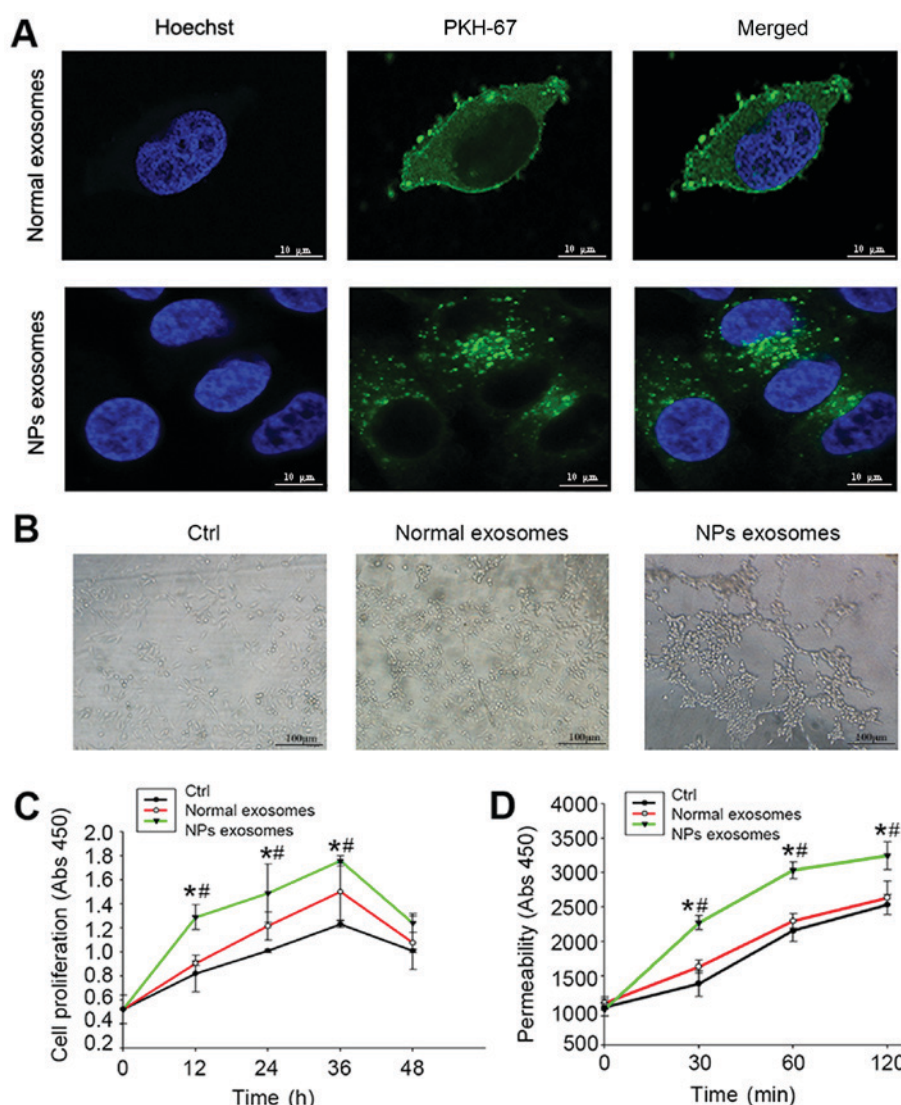 A
Hoechst
PKH-67
Merged
Normal exosomes
10 μm
10 μm
10 μm
NPs exosomes
10 μm
10 μm
10 μm
B
Ctrl
Normal exosomes
NPs exosomes
100μm
100μm
100μm
C
Ctrl
Normal exosomes
NPs exosomes
Cell proliferation (Abs 450)
2.0
1.8
1.6
1.4
1.2
1.0
0.8
0.6
0.4
0.2
*#
*#
*#
0
12
24
36
48
Time (h)
D
Ctrl
Normal exosomes
NPs exosomes
Permeability (Abs 450)
4000
3500
3000
2500
2000
1500
1000
500
*#
*#
*#
0
30
60
120
Time (min)